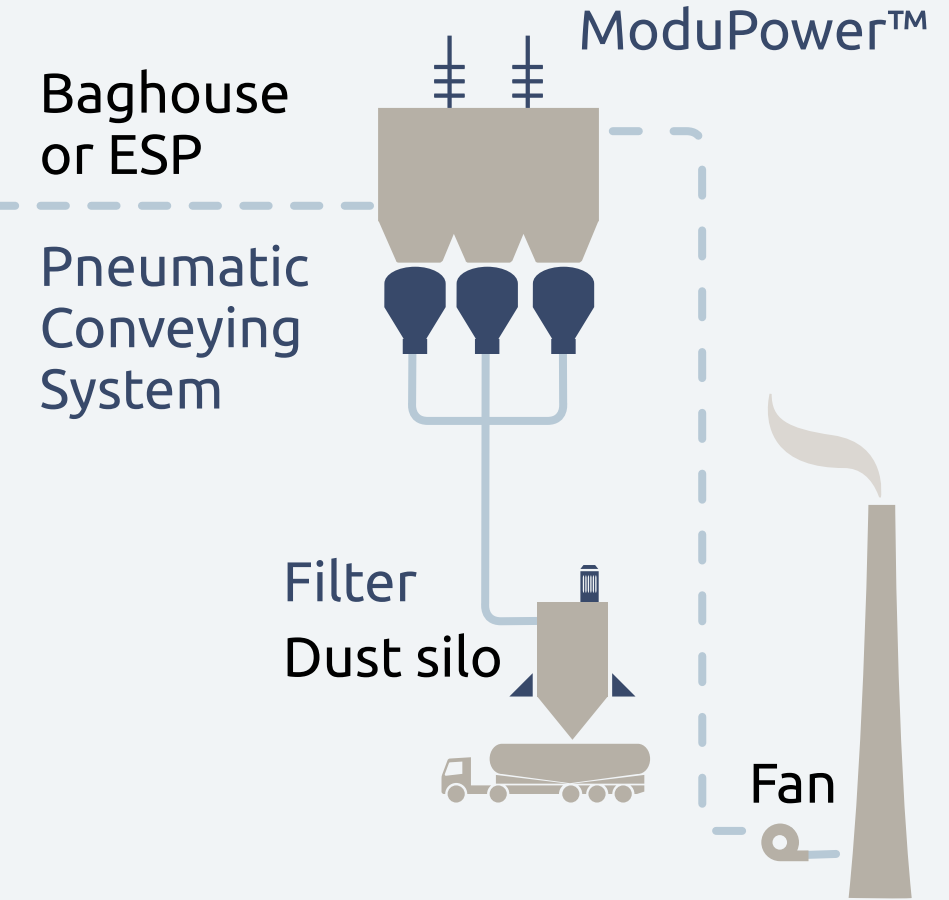 ModuPower™
Baghouse
or ESP
Pneumatic
Conveying
System
Filter
Dust silo
Fan